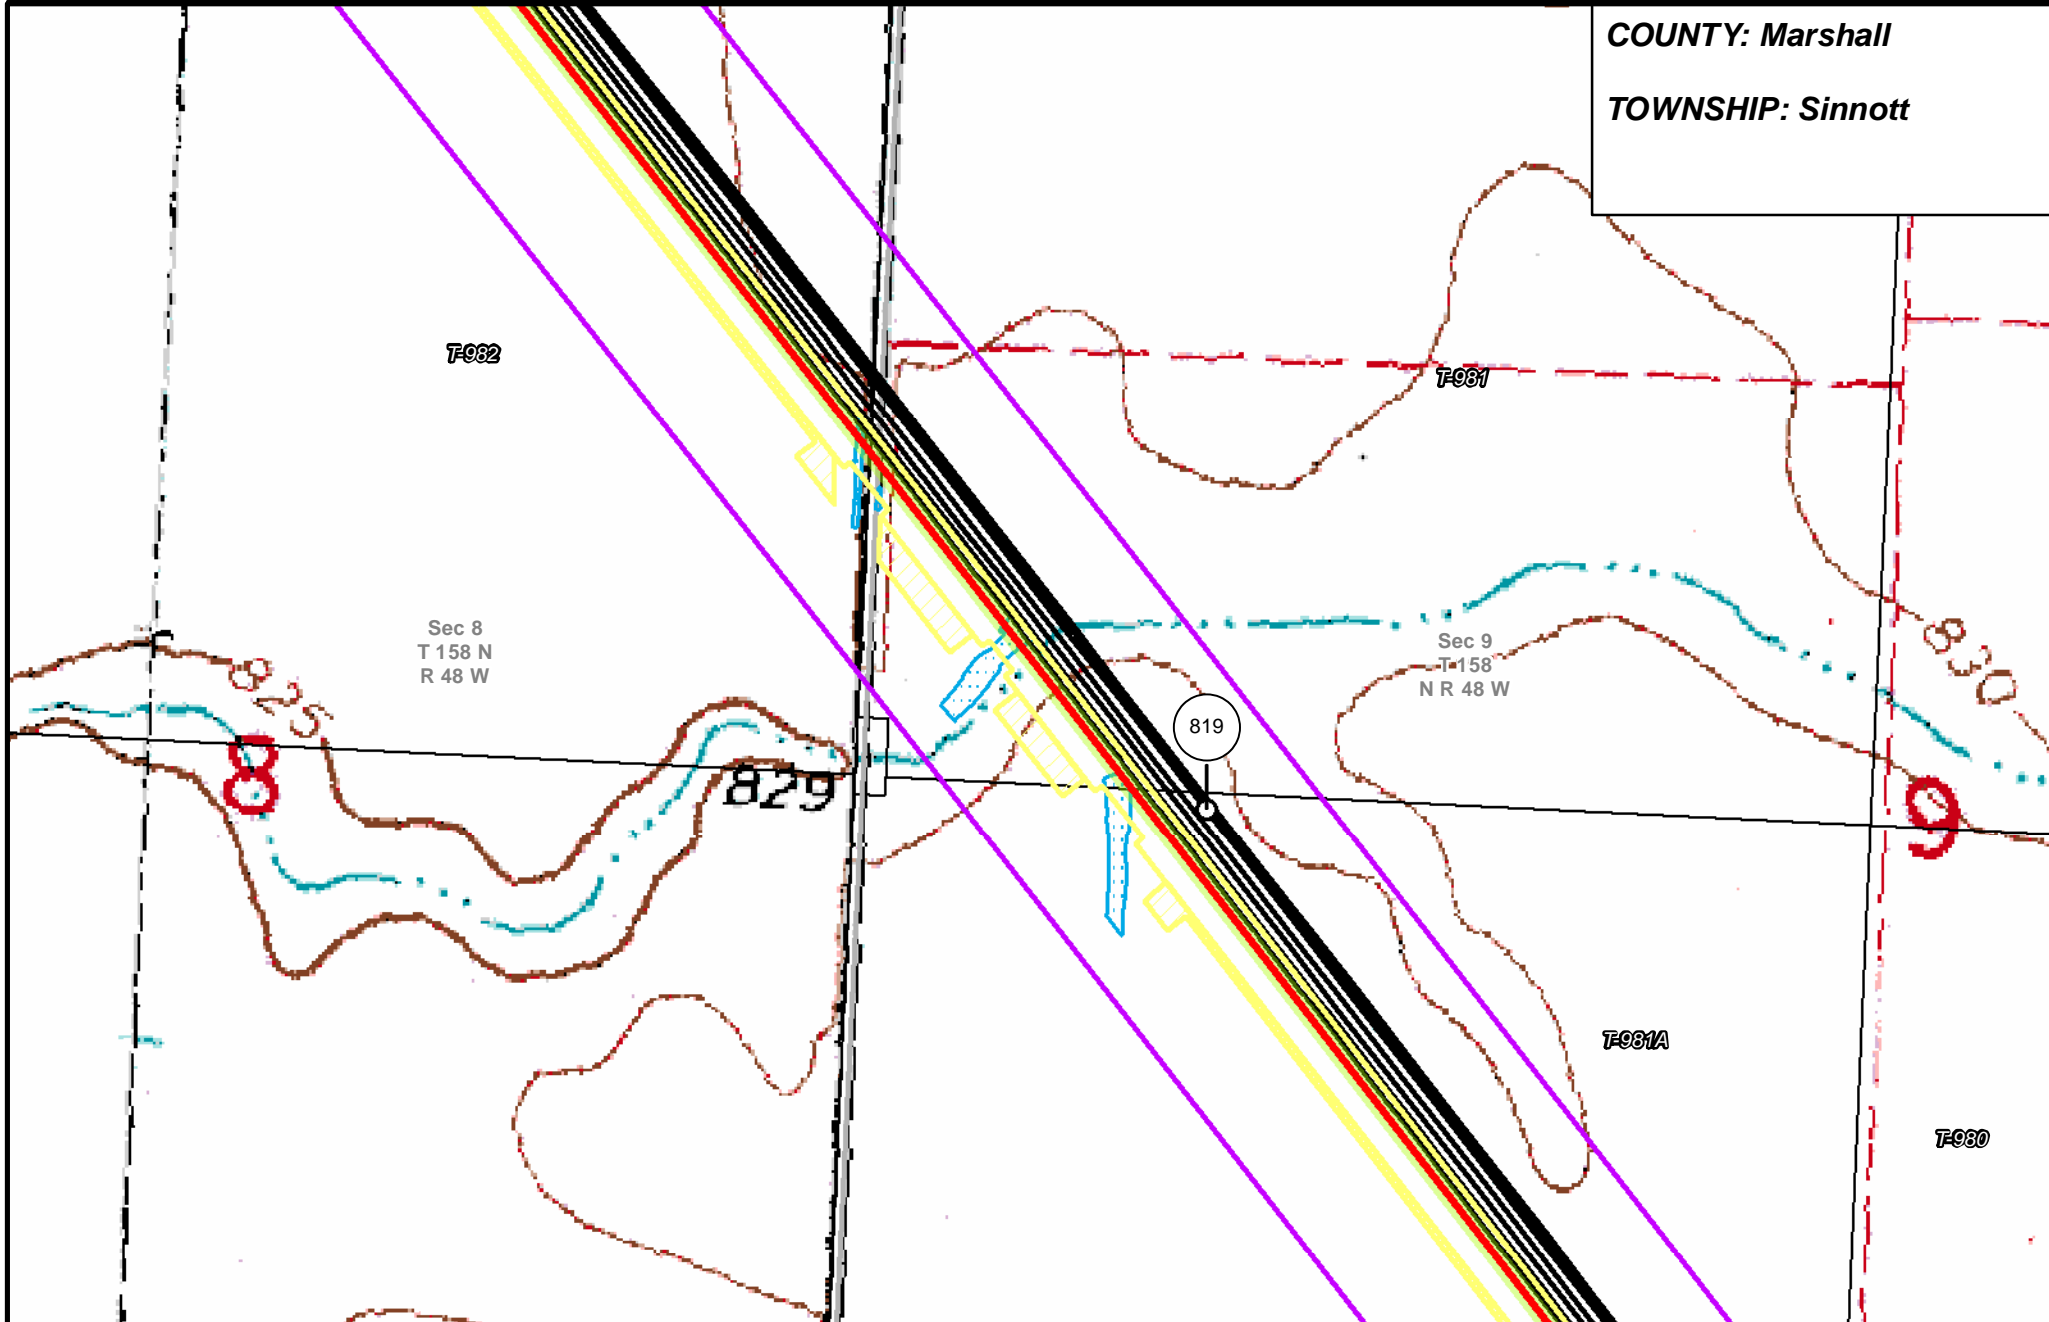 COUNTY: Marshall
TOWNSHIP: Sinnott
T-982
T-981
Sec 8
T 158 N
R 48 W
Sec 9
T 158
N R 48 W
825
830
819
8
829
9
T-981A
T-980